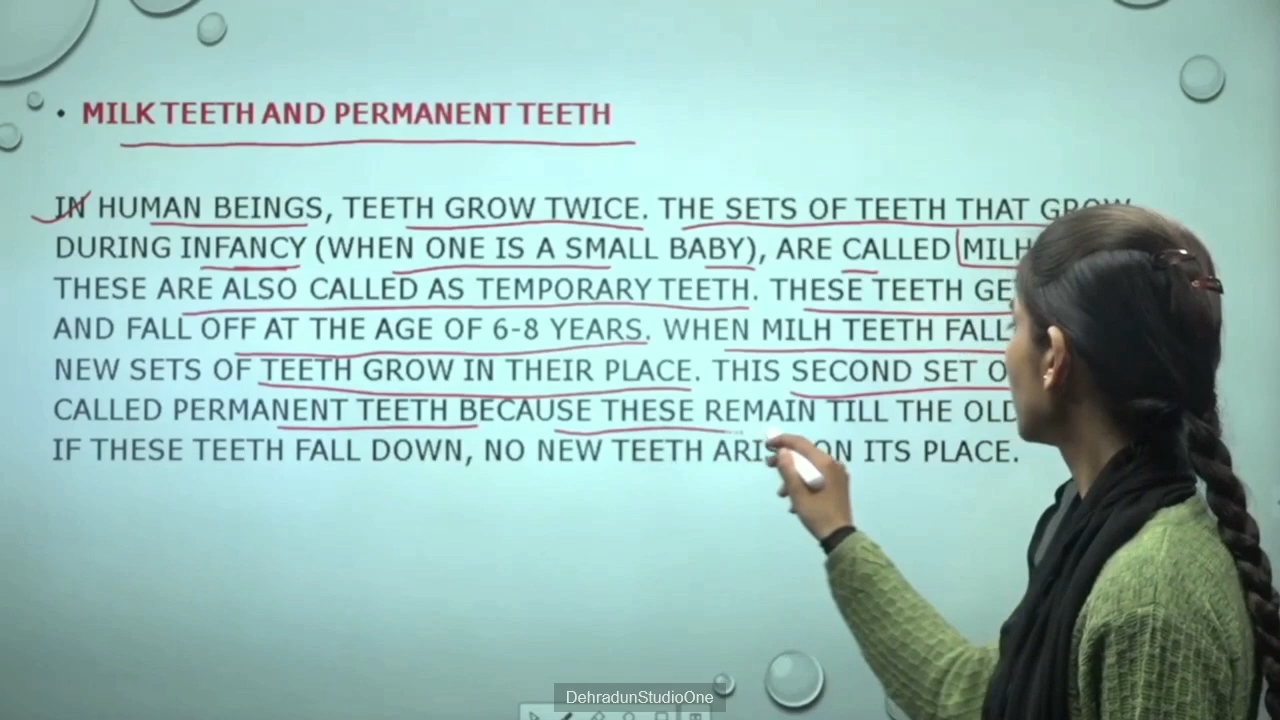 • MILK TEETH AND PERMANENT TEETH
IN HUMAN BEINGS, TEETH GROW TWICE. THE SETS OF TEETH THAT GROW
DURING INFANCY (WHEN ONE IS A SMALL BABY), ARE CALLED MILH
THESE ARE ALSO CALLED AS TEMPORARY TEETH. THESE TEETH
AND FALL OFF AT THE AGE OF 6-8 YEARS. WHEN MILH TEETH FALL
NEW SETS OF TEETH GROW IN THEIR PLACE. THIS SECOND SET
CALLED PERMANENT TEETH BECAUSE THESE REMAIN TILL THE OLD
IF THESE TEETH FALL DOWN, NO NEW TEETH ON ITS PLACE.
DehradunStudioOne